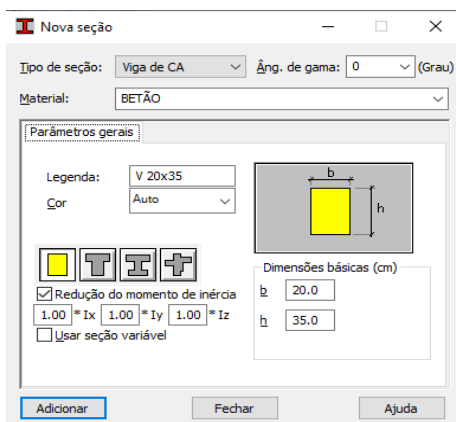 Nova seção
Tipo de seção: Viga de CA Âng. de gama: 0 (Grau)
Material: BETÃO
Parâmetros gerais
Legenda: V 20x35
Cor Auto
b
h
Redução do momento de inércia
1.00 * Ix 1.00 * Iy 1.00 * Iz
Usar seção variável
Dimensões básicas (cm)
b 20.0
h 35.0
Adicionar Fechar Ajuda